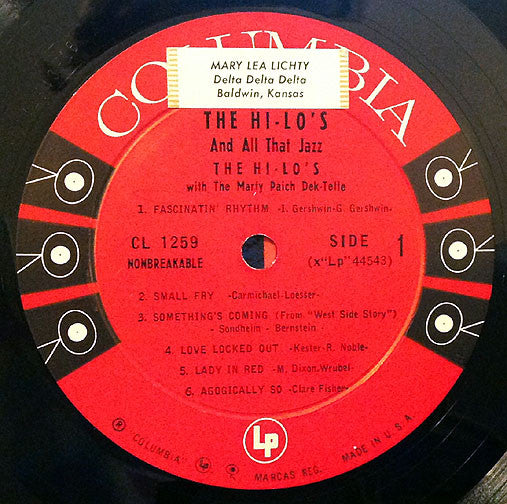 COLUMBIA
MARY LEA LICHTY
Delta Delta Delta
Baldwin, Kansas
THE HI-LO'S
And All That Jazz
THE HI-LO'S
with The Marty Paich Dek-Tette
1. FASCINATIN' RHYTHM -I. Gershwin-G. Gershwin-
CL 1259
NONBREAKABLE
SIDE 1
(x"Lp" 44543)
2. SMALL FRY -Carmichael-Loesser-
3. SOMETHING'S COMING (From "West Side Story")
- Sondheim - Bernstein -
4. LOVE LOCKED OUT -Kester-R. Noble-
5. LADY IN RED -M. Dixon-Wrubel-
6. AGOGICALLY SO -Clare Fisher-
Lp
® "COLUMBIA" Lp MARCAS REG. MADE IN U.S.A.